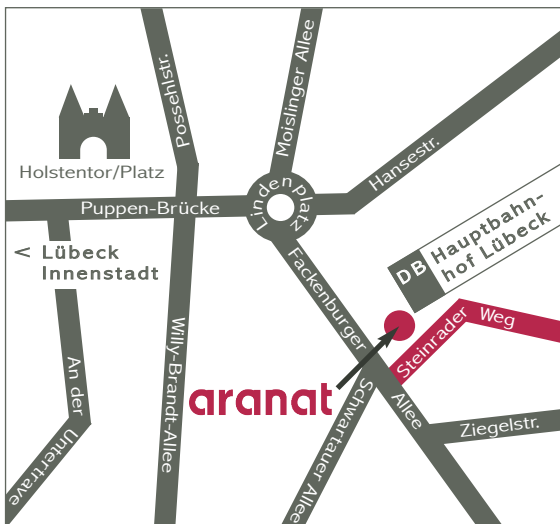 Possehlstr.
Moislinger Allee
Hansestr.
Holstentor/Platz
Puppen-Brücke
Lindenplatz
< Lübeck
Innenstadt
DB
Hauptbahn-
hof Lübeck
Fackenburger
Allee
Steinrader
Weg
aranat
Willy-Brandt-Allee
Schwartauer Allee
Ziegelstr.
An der
Untertrave